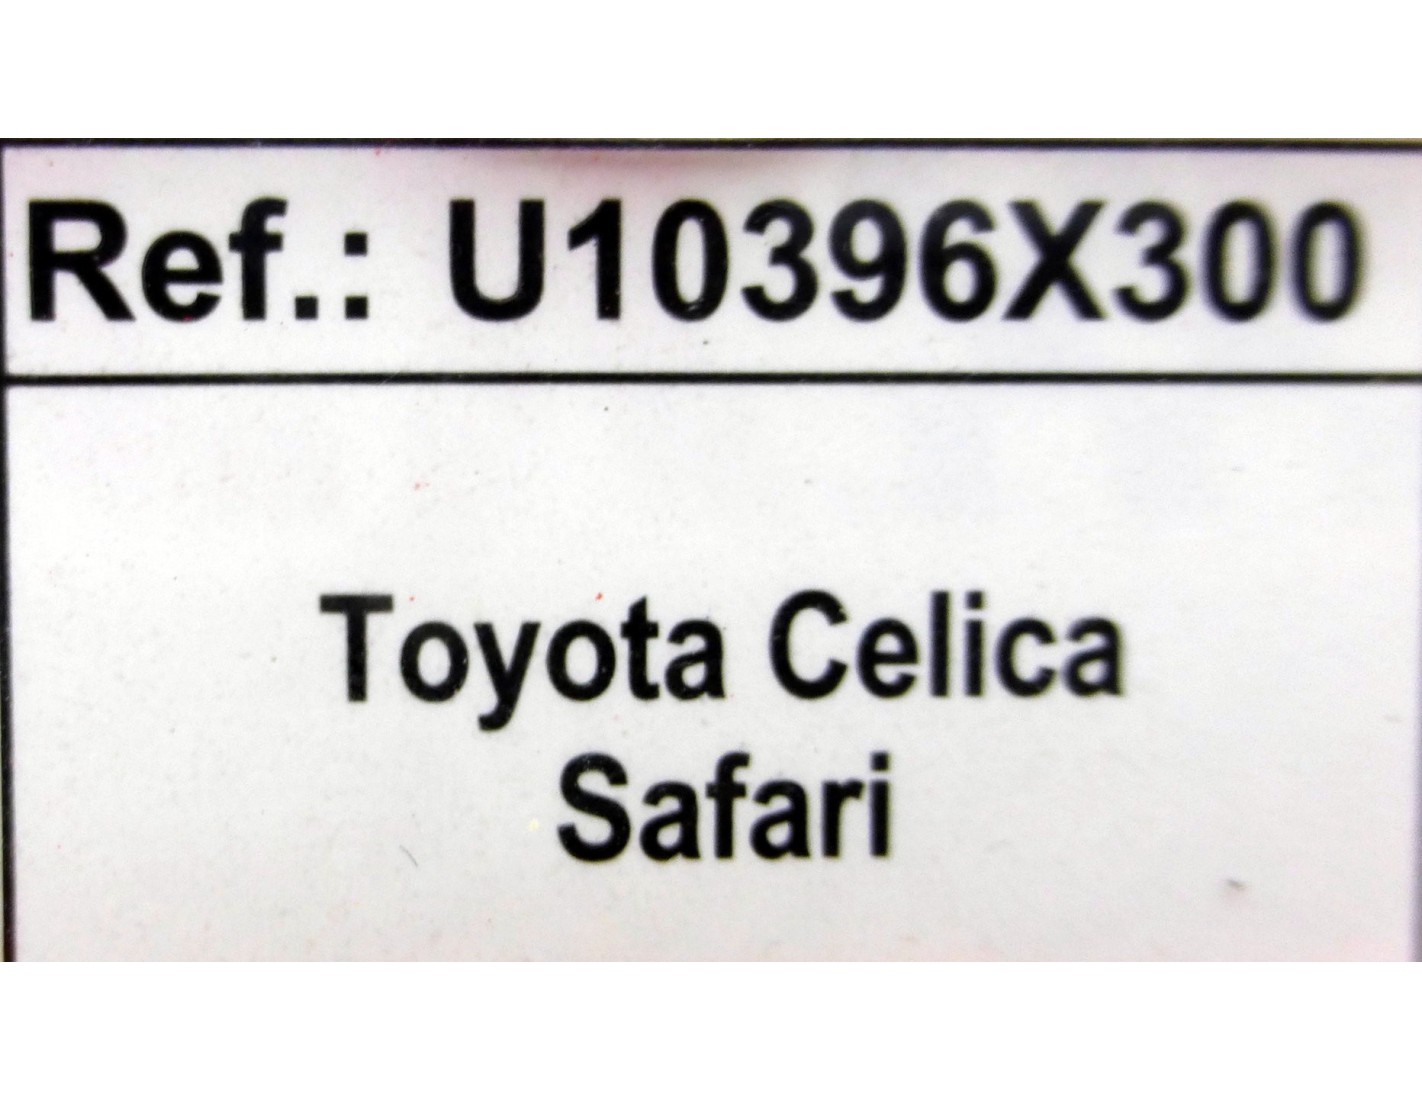 Ref.: U10396X300
Toyota Celica
Safari